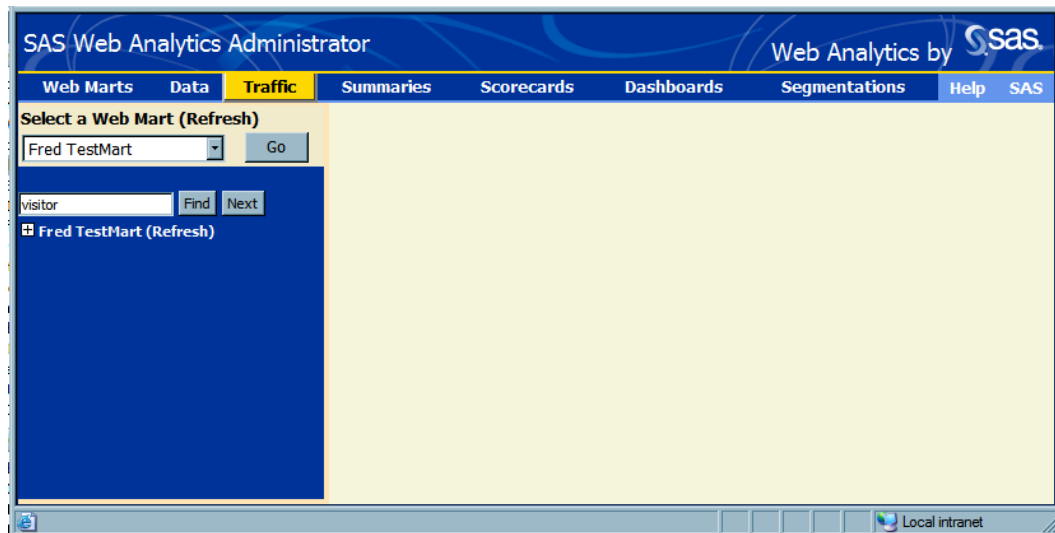 SAS Web Analytics Administrator
Web Analytics by sas.
Web Marts Data Traffic Summaries Scorecards Dashboards Segmentations Help SAS
Select a Web Mart (Refresh)
Fred TestMart Go
visitor Find Next
Fred TestMart (Refresh)
Local intranet